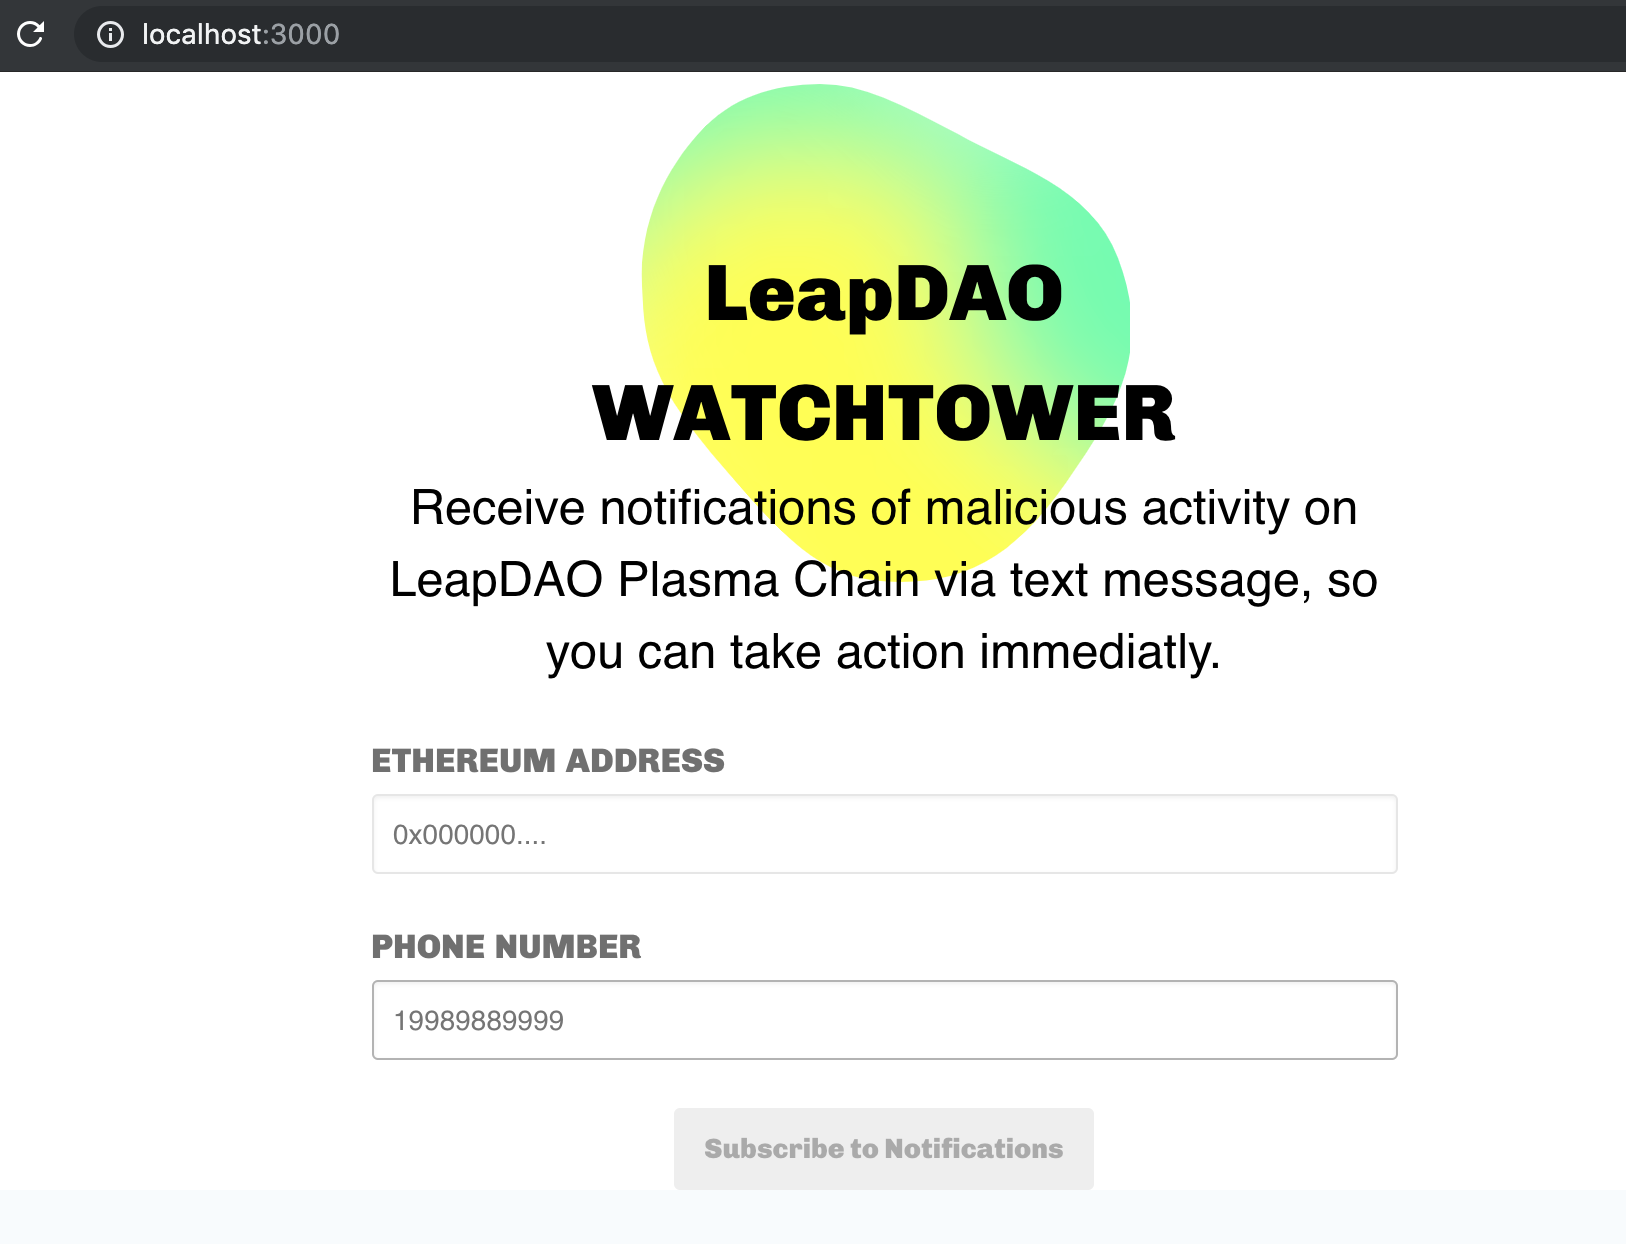 localhost:3000
LeapDAO
WATCHTOWER
Receive notifications of malicious activity on
LeapDAO Plasma Chain via text message, so
you can take action immediatly.
ETHEREUM ADDRESS
0x000000....
PHONE NUMBER
19989889999
Subscribe to Notifications